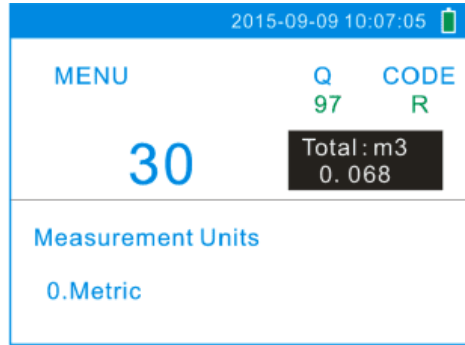 2015-09-09 10:07:05
MENU Q CODE
97 R
30
Total: m3
0. 068
Measurement Units
0.Metric